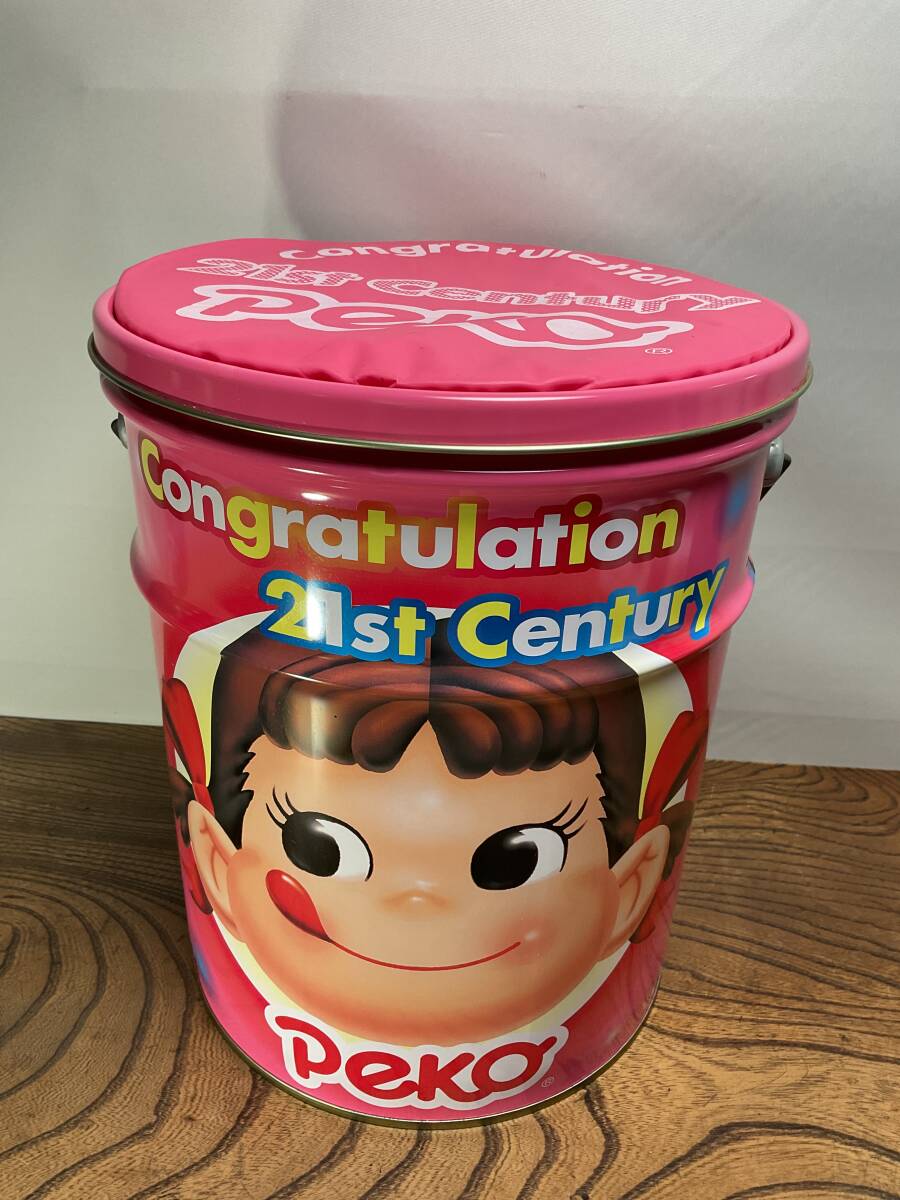 Congratulation
21st Century
Peko
®
Congratulation
21st Century
Peko
®